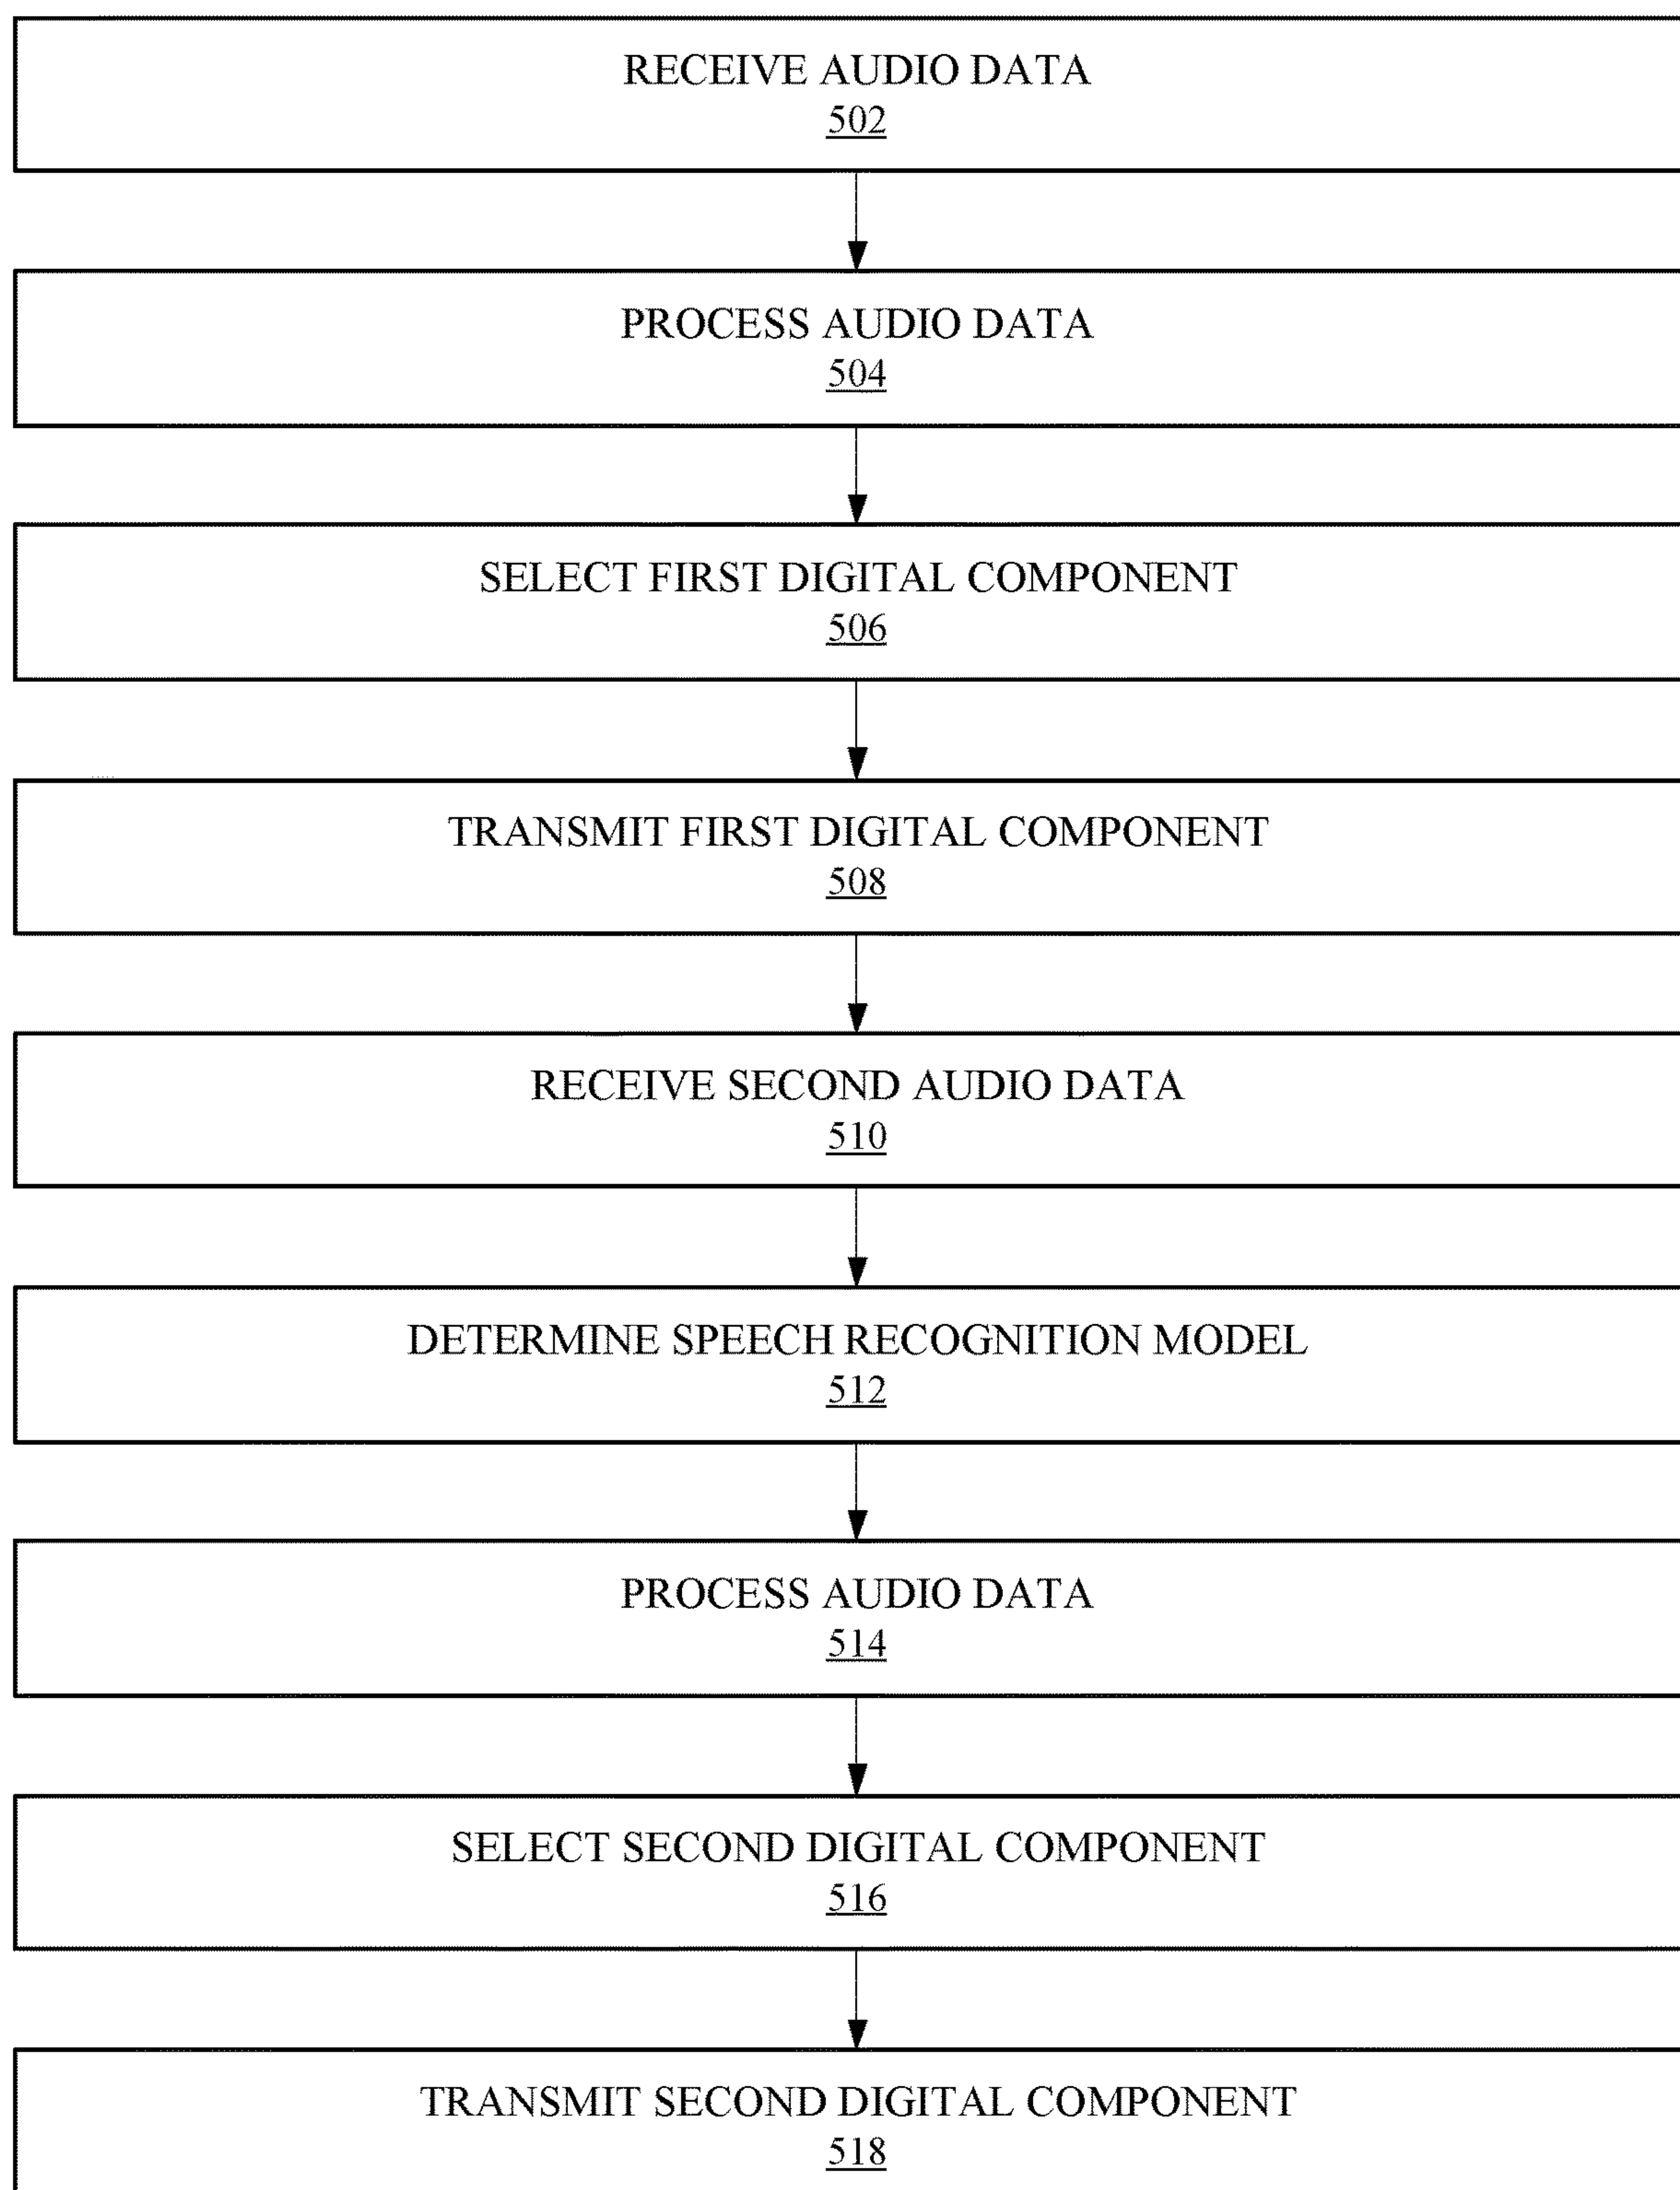 RECEIVE AUDIO DATA
502
PROCESS AUDIO DATA
504
SELECT FIRST DIGITAL COMPONENT
506
TRANSMIT FIRST DIGITAL COMPONENT
508
RECEIVE SECOND AUDIO DATA
510
DETERMINE SPEECH RECOGNITION MODEL
512
PROCESS AUDIO DATA
514
SELECT SECOND DIGITAL COMPONENT
516
TRANSMIT SECOND DIGITAL COMPONENT
518